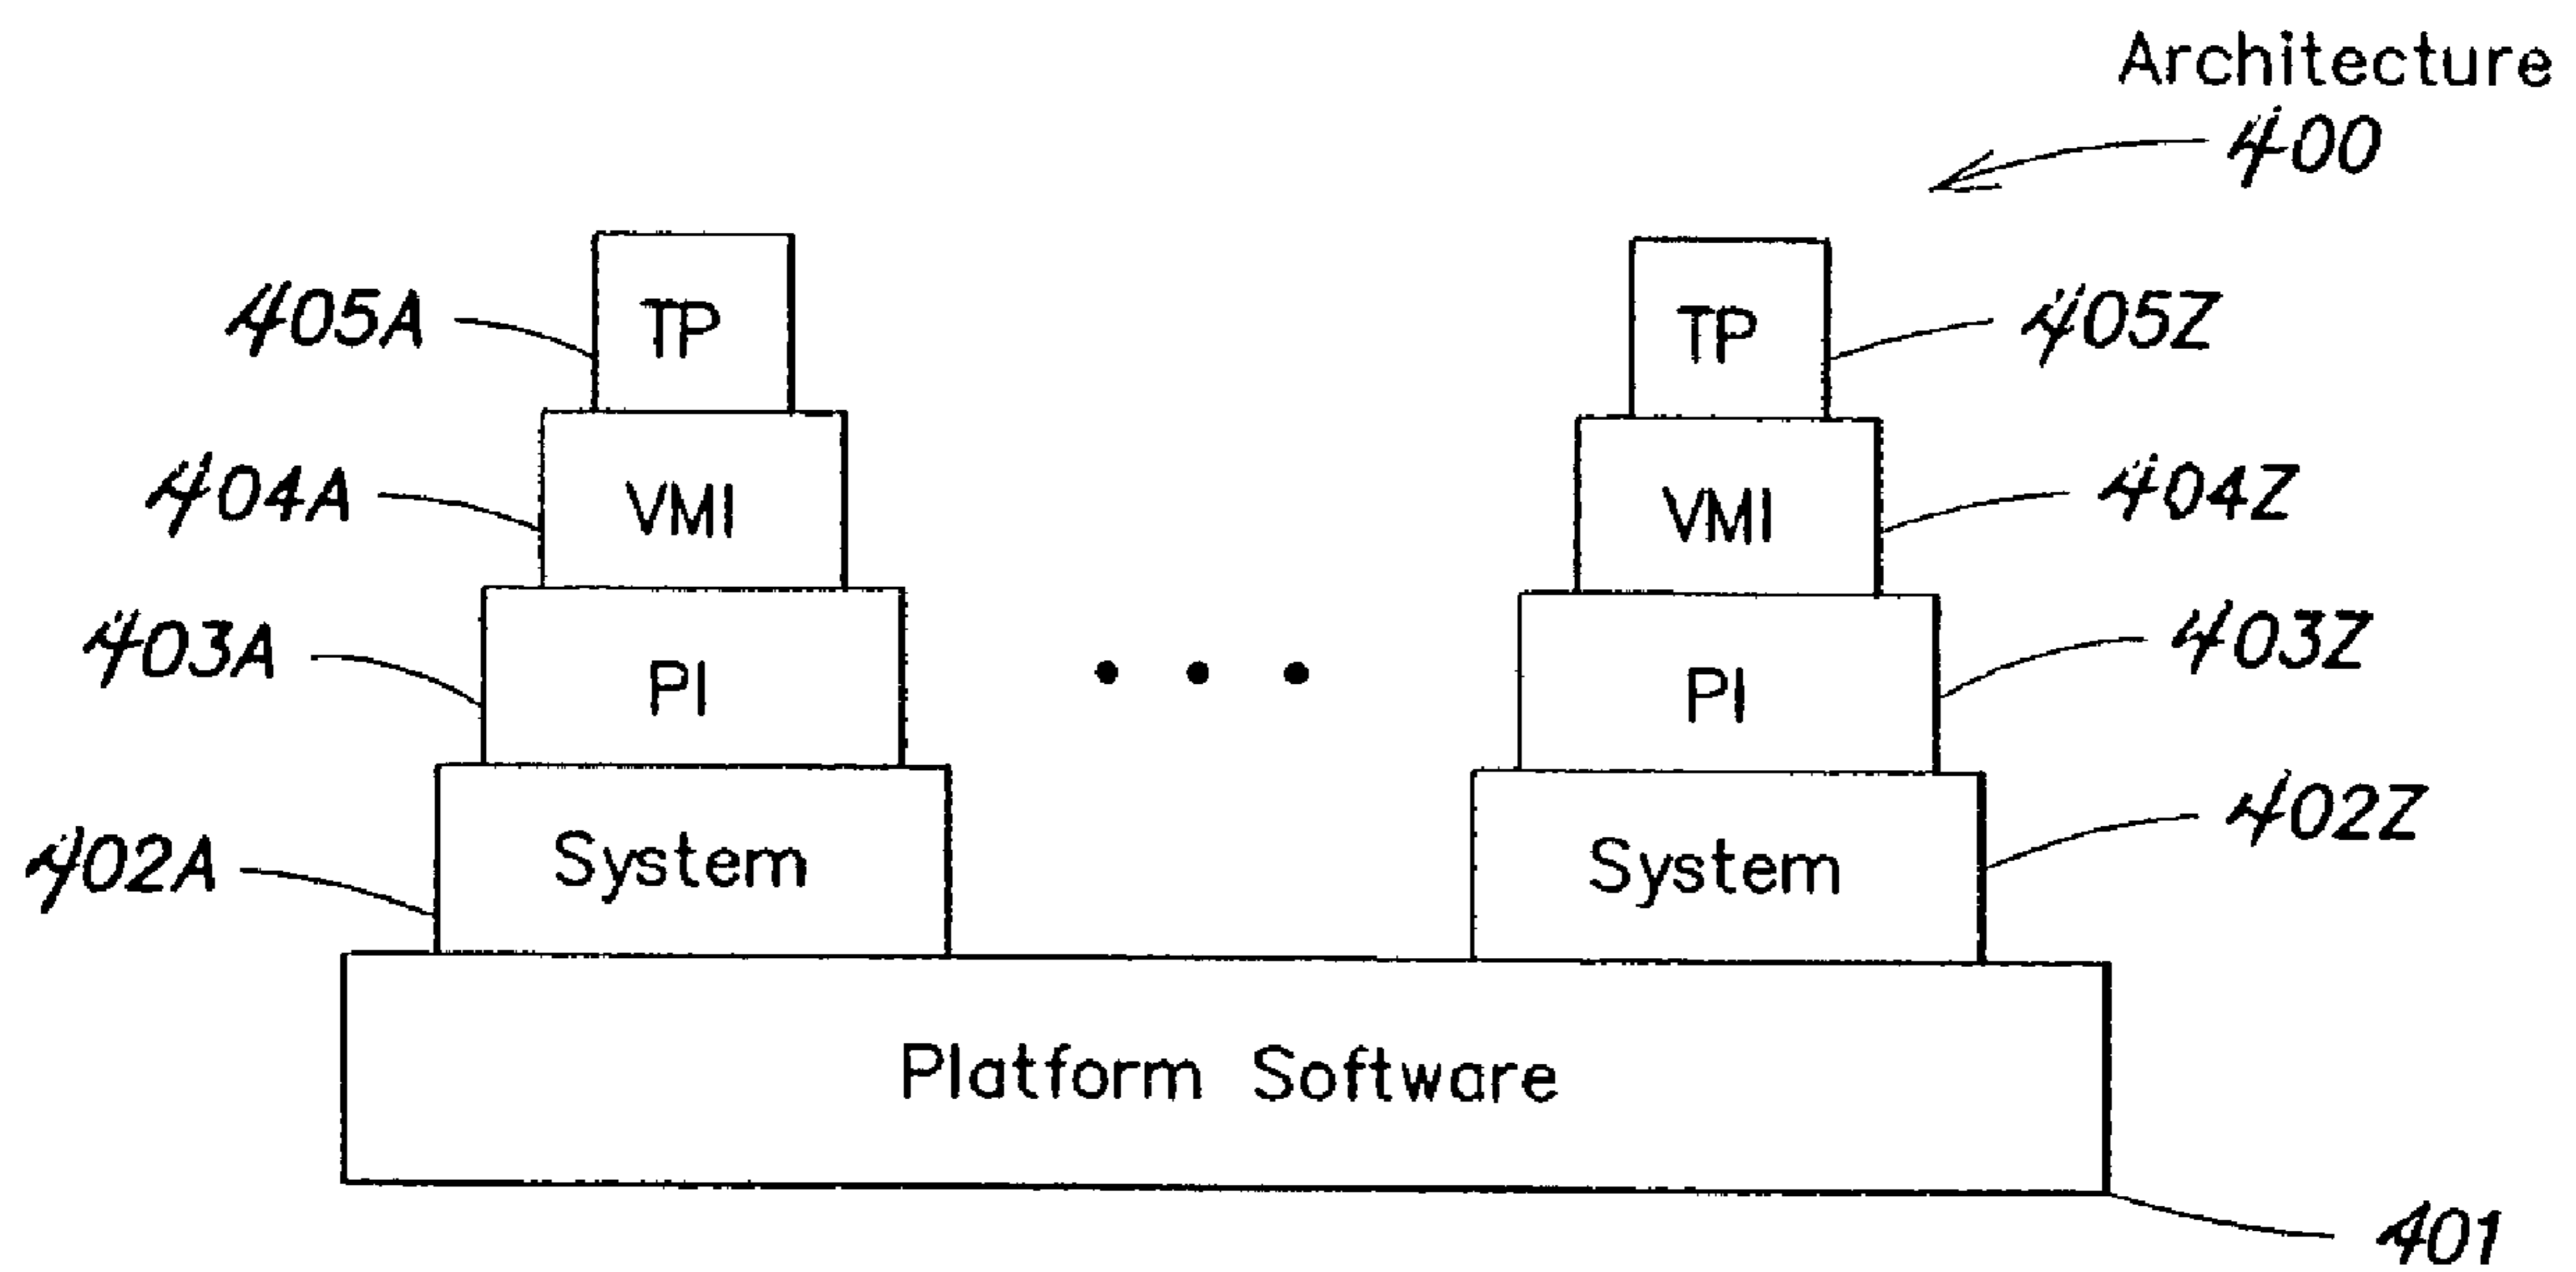 Architecture
400
405A TP TP 405Z
404A VMI VMI 404Z
403A PI PI 403Z
402A System System 402Z
Platform Software
401